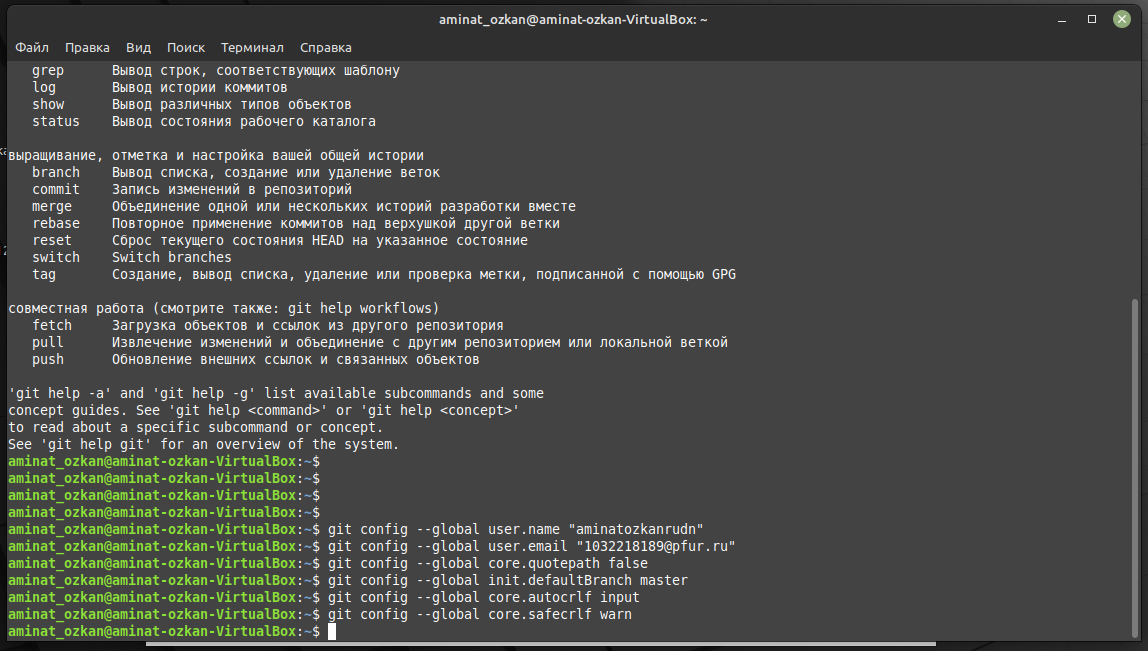 aminat_ozkan@aminat-ozkan-VirtualBox: ~
Файл Правка Вид Поиск Терминал Справка
grep Вывод строк, соответствующих шаблону
log Вывод истории коммитов
show Вывод различных типов объектов
status Вывод состояния рабочего каталога
выращивание, отметка и настройка вашей общей истории
branch Вывод списка, создание или удаление веток
commit Запись изменений в репозиторий
merge Объединение одной или нескольких историй разработки вместе
rebase Повторное применение коммитов над верхушкой другой ветки
reset Сброс текущего состояния HEAD на указанное состояние
switch Switch branches
tag Создание, вывод списка, удаление или проверка метки, подписанной с помощью GPG
совместная работа (смотрите также: git help workflows)
fetch Загрузка объектов и ссылок из другого репозитория
pull Извлечение изменений и объединение с другим репозиторием или локальной веткой
push Обновление внешних ссылок и связанных объектов
'git help -a' and 'git help -g' list available subcommands and some
concept guides. See 'git help <command>' or 'git help <concept>'
to read about a specific subcommand or concept.
See 'git help git' for an overview of the system.
aminat_ozkan@aminat-ozkan-VirtualBox:~$
aminat_ozkan@aminat-ozkan-VirtualBox:~$
aminat_ozkan@aminat-ozkan-VirtualBox:~$
aminat_ozkan@aminat-ozkan-VirtualBox:~$
aminat_ozkan@aminat-ozkan-VirtualBox:~$ git config --global user.name "aminatozkanrudn"
aminat_ozkan@aminat-ozkan-VirtualBox:~$ git config --global user.email "1032218189@pfur.ru"
aminat_ozkan@aminat-ozkan-VirtualBox:~$ git config --global core.quotepath false
aminat_ozkan@aminat-ozkan-VirtualBox:~$ git config --global init.defaultBranch master
aminat_ozkan@aminat-ozkan-VirtualBox:~$ git config --global core.autocrlf input
aminat_ozkan@aminat-ozkan-VirtualBox:~$ git config --global core.safecrlf warn
aminat_ozkan@aminat-ozkan-VirtualBox:~$